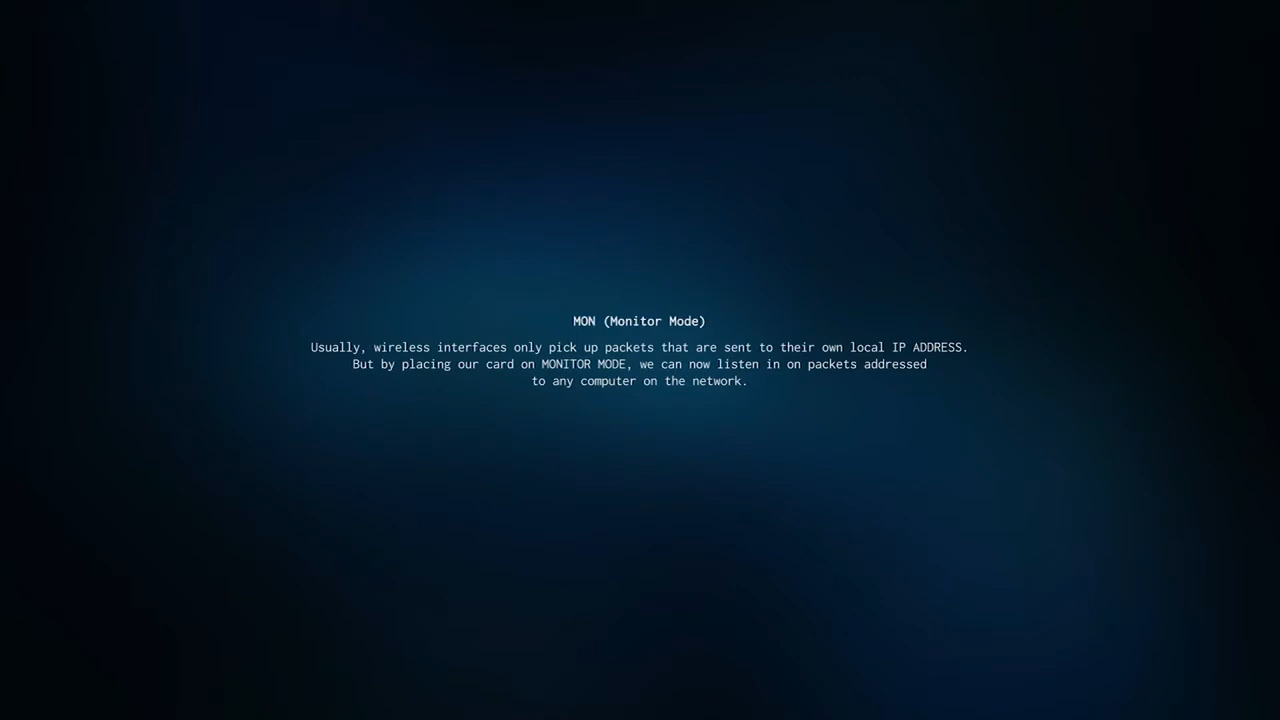 MON (Monitor Mode)
Usually, wireless interfaces only pick up packets that are sent to their own local IP ADDRESS.
But by placing our card on MONITOR MODE, we can now listen in on packets addressed
to any computer on the network.